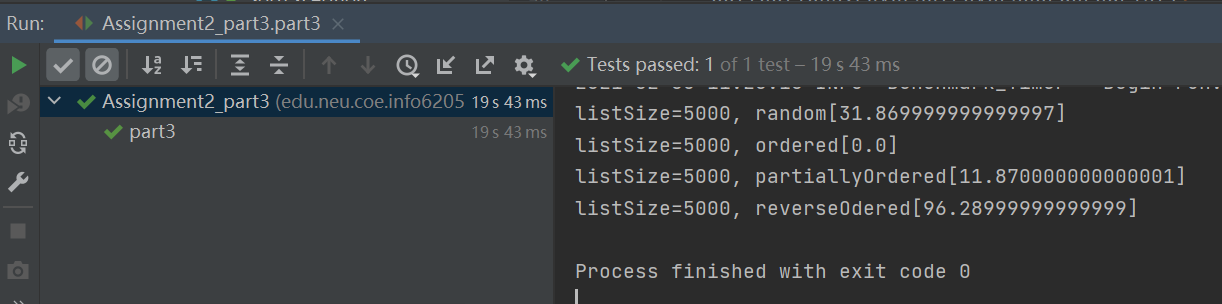 Run:
Assignment2_part3.part3
Tests passed: 1 of 1 test – 19 s 43 ms
Assignment2_part3 (edu.neu.coe.info6205 19 s 43 ms
part3 19 s 43 ms
listSize=5000, random[31.869999999999997]
listSize=5000, ordered[0.0]
listSize=5000, partiallyOrdered[11.870000000000001]
listSize=5000, reverseOdered[96.28999999999999]
Process finished with exit code 0